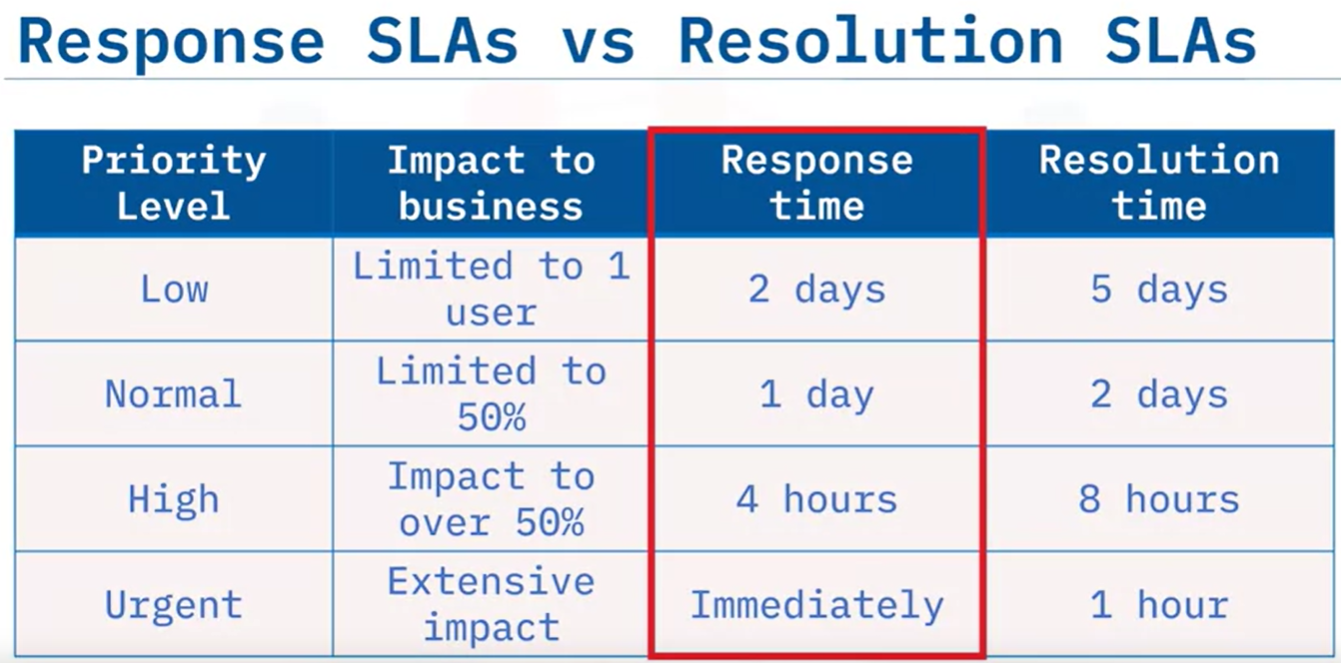 Response SLAs vs Resolution SLAs
Priority Level
Impact to business
Response time
Resolution time
Low
Limited to 1 user
2 days
5 days
Normal
Limited to 50%
1 day
2 days
High
Impact to over 50%
4 hours
8 hours
Urgent
Extensive impact
Immediately
1 hour